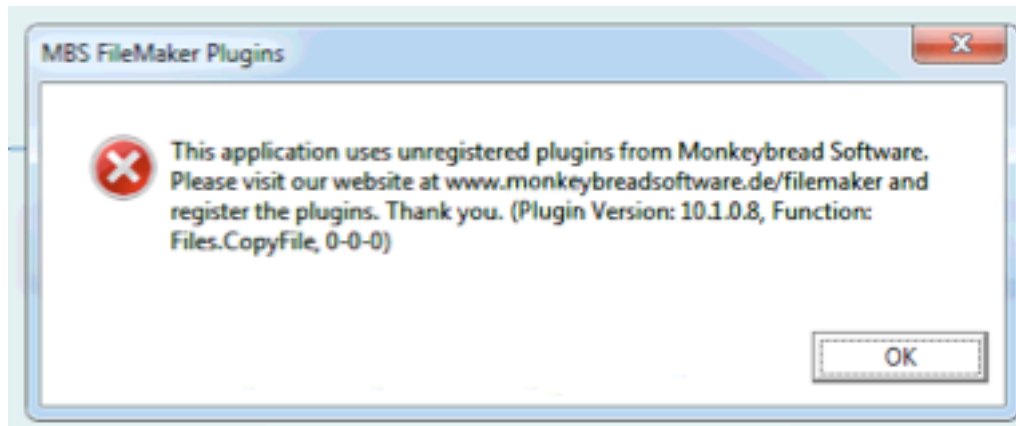 MBS FileMaker Plugins
This application uses unregistered plugins from Monkeybread Software.
Please visit our website at www.monkeybreadsoftware.de/filemaker and
register the plugins. Thank you. (Plugin Version: 10.1.0.8, Function:
Files.CopyFile, 0-0-0)
OK